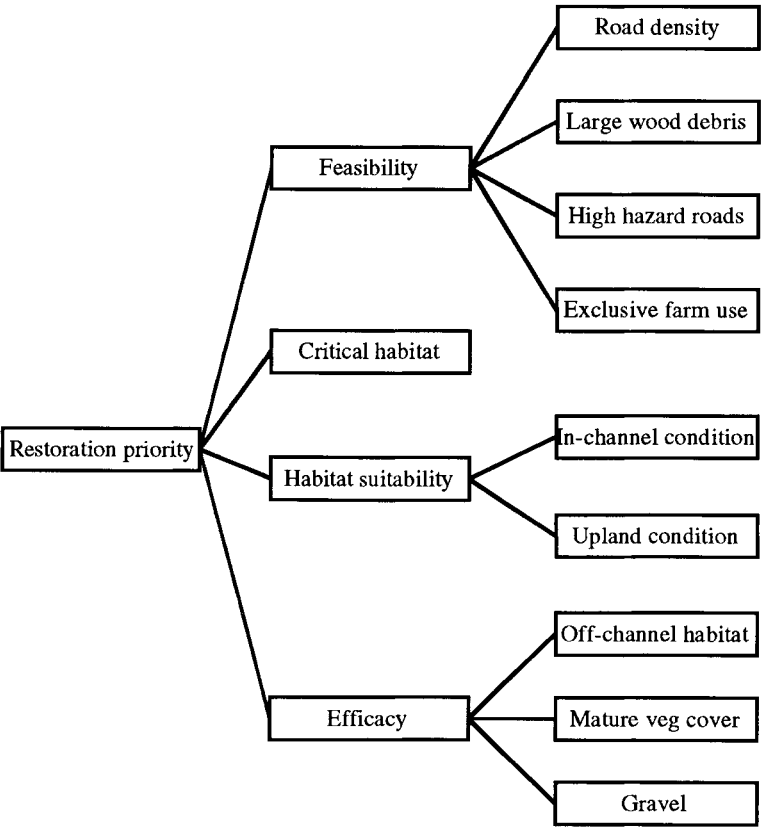 Road density
Large wood debris
Feasibility
High hazard roads
Exclusive farm use
Critical habitat
Restoration priority
In-channel condition
Habitat suitability
Upland condition
Off-channel habitat
Efficacy
Mature veg cover
Gravel